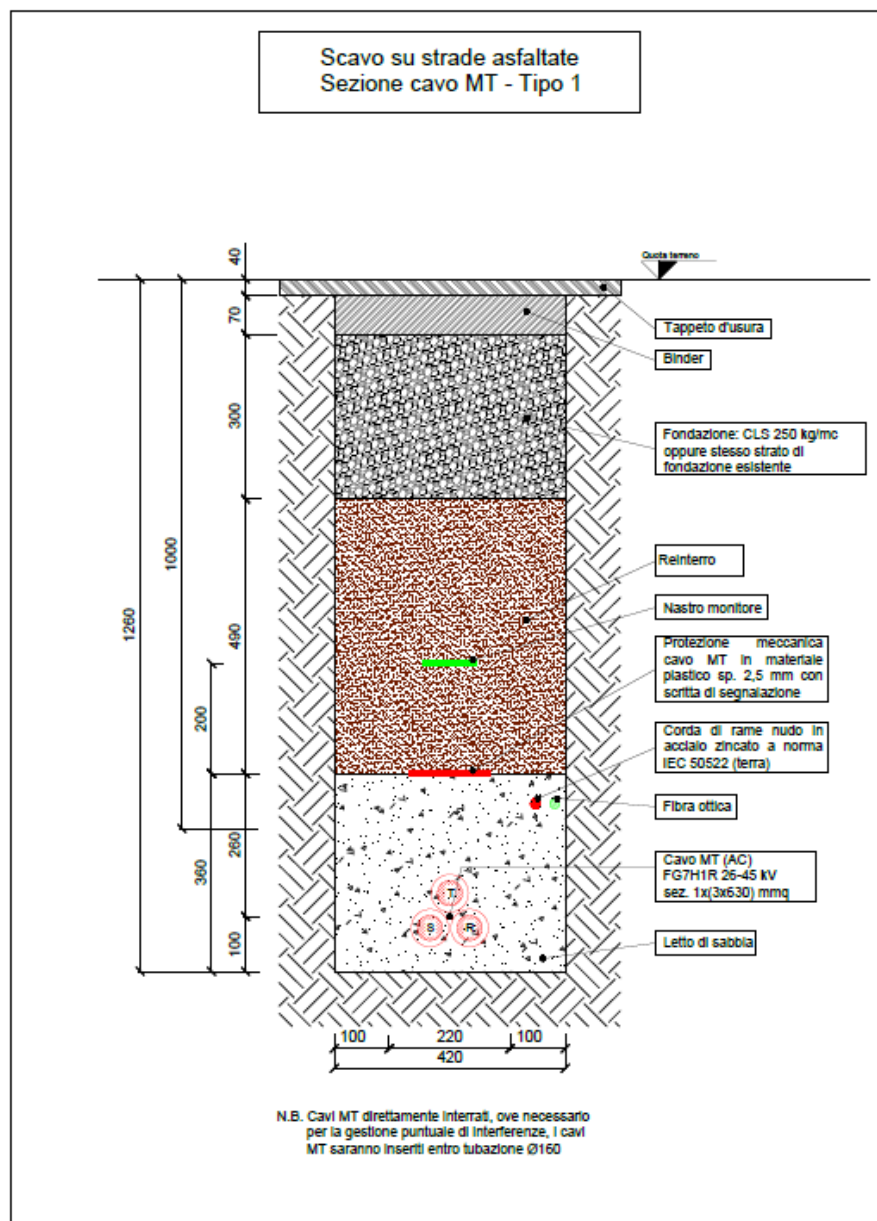 Scavo su strade asfaltate
Sezione cavo MT - Tipo 1
Quota terreno
40
70
300
490
200
1000
1260
260
360
100
Tappeto d'usura
Binder
Fondazione: CLS 250 kg/mc
oppure stesso strato di
fondazione esistente
Reinterro
Nastro monitore
Protezione meccanica
cavo MT in materiale
plastico sp. 2,5 mm con
scritta di segnalazione
Corda di rame nudo in
acciaio zincato a norma
IEC 50522 (terra)
Fibra ottica
Cavo MT (AC)
FG7H1R 26-45 kV
sez. 1x(3x630) mmq
Letto di sabbia
T
S
R
100 220 100
420
N.B. Cavi MT direttamente interrati, ove necessario
per la gestione puntuale di interferenze, i cavi
MT saranno inseriti entro tubazione Ø160